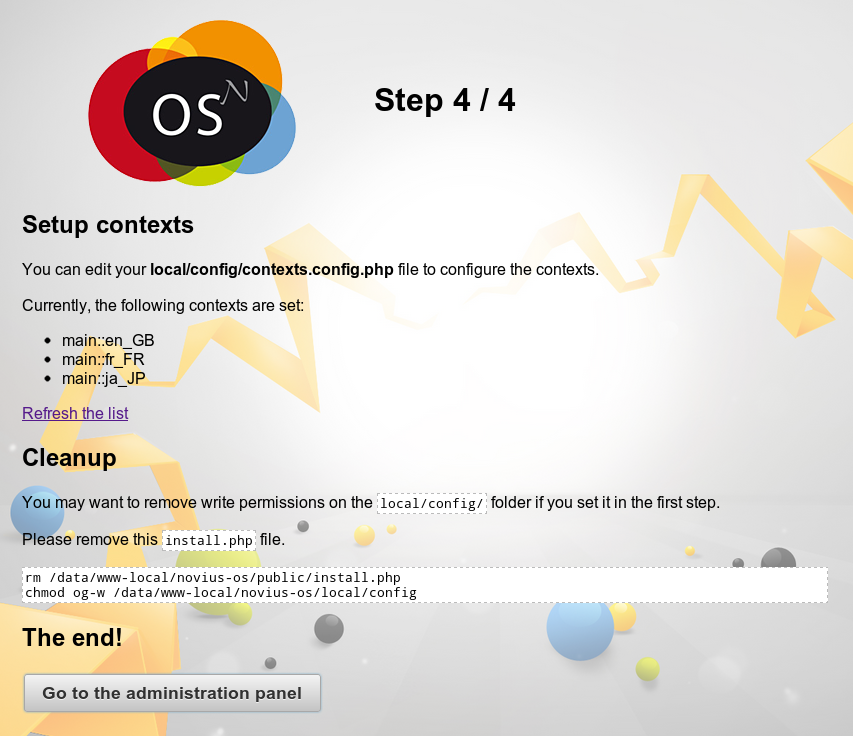 OS N
Step 4 / 4
Setup contexts
You can edit your local/config/contexts.config.php file to configure the contexts.
Currently, the following contexts are set:
main::en_GB
main::fr_FR
main::ja_JP
Refresh the list
Cleanup
You may want to remove write permissions on the local/config/ folder if you set it in the first step.
Please remove this install.php file.
rm /data/www-local/novius-os/public/install.php
chmod og-w /data/www-local/novius-os/local/config
The end!
Go to the administration panel